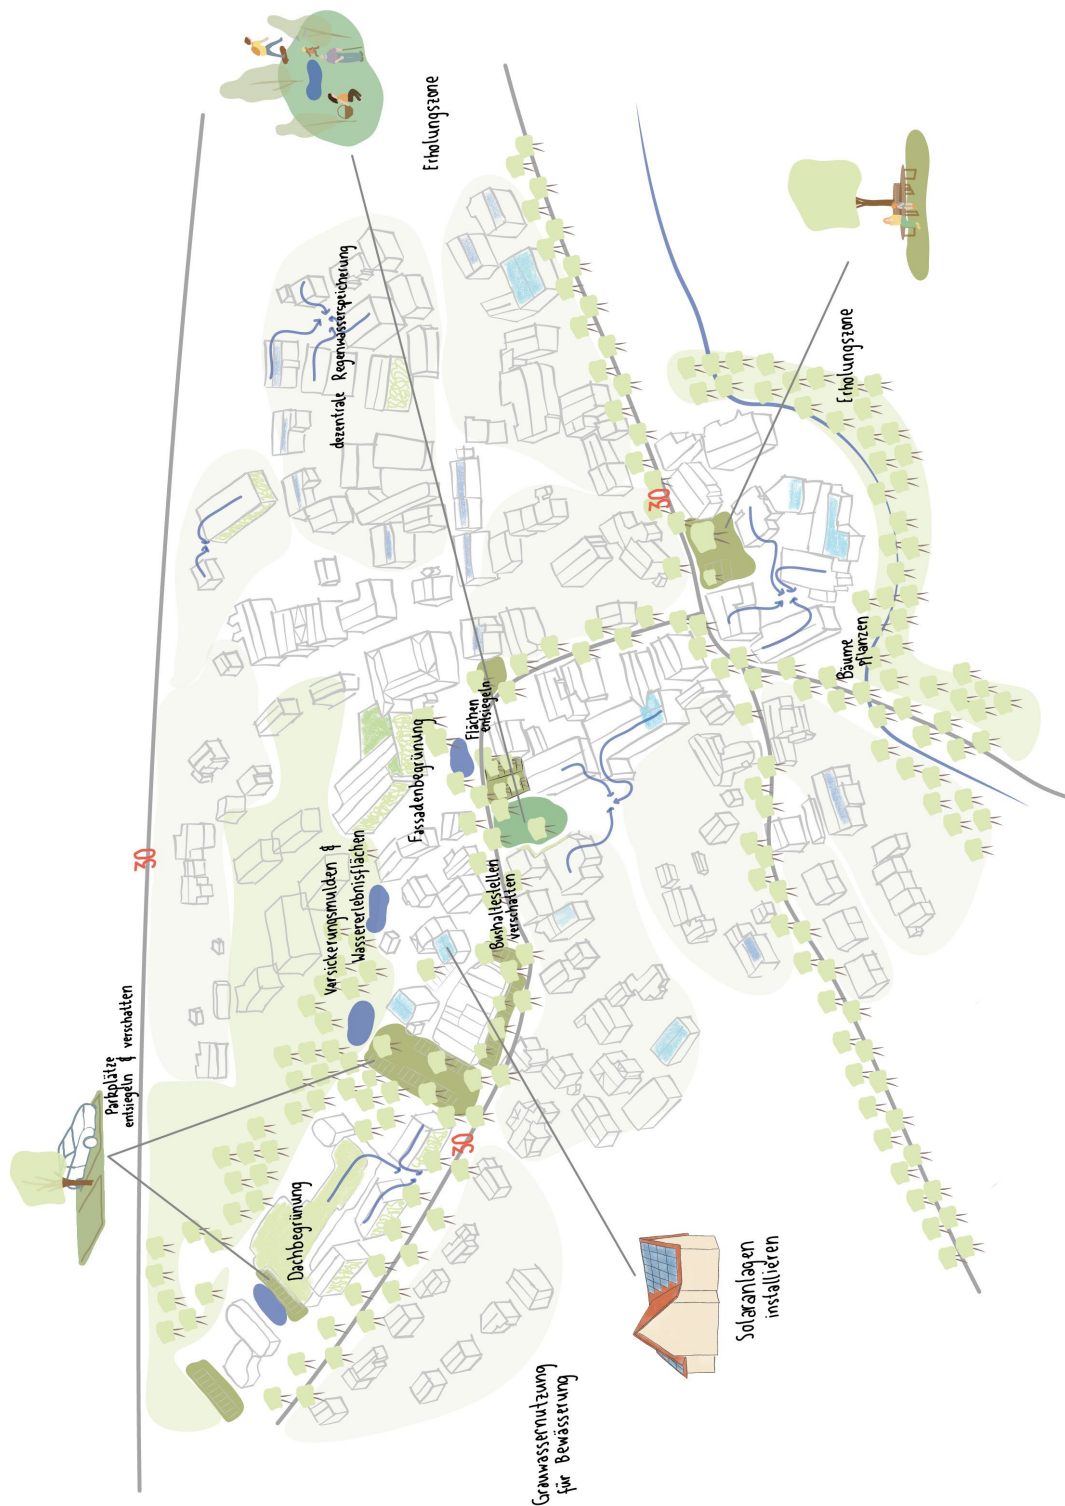 Parkplätze
entsiegeln & verschatten
30
Erholungszone
dezentrale Regenwasserspeicherung
Versickerungsmulden &
Wassererlebnisflächen
Fassadenbegrünung
Flächen
entsiegeln
Bushaltestellen
verschatten
30
Erholungszone
Bäume
pflanzen
Dachbegrünung
30
Grauwassernutzung
für Bewässerung
Solaranlagen
installieren